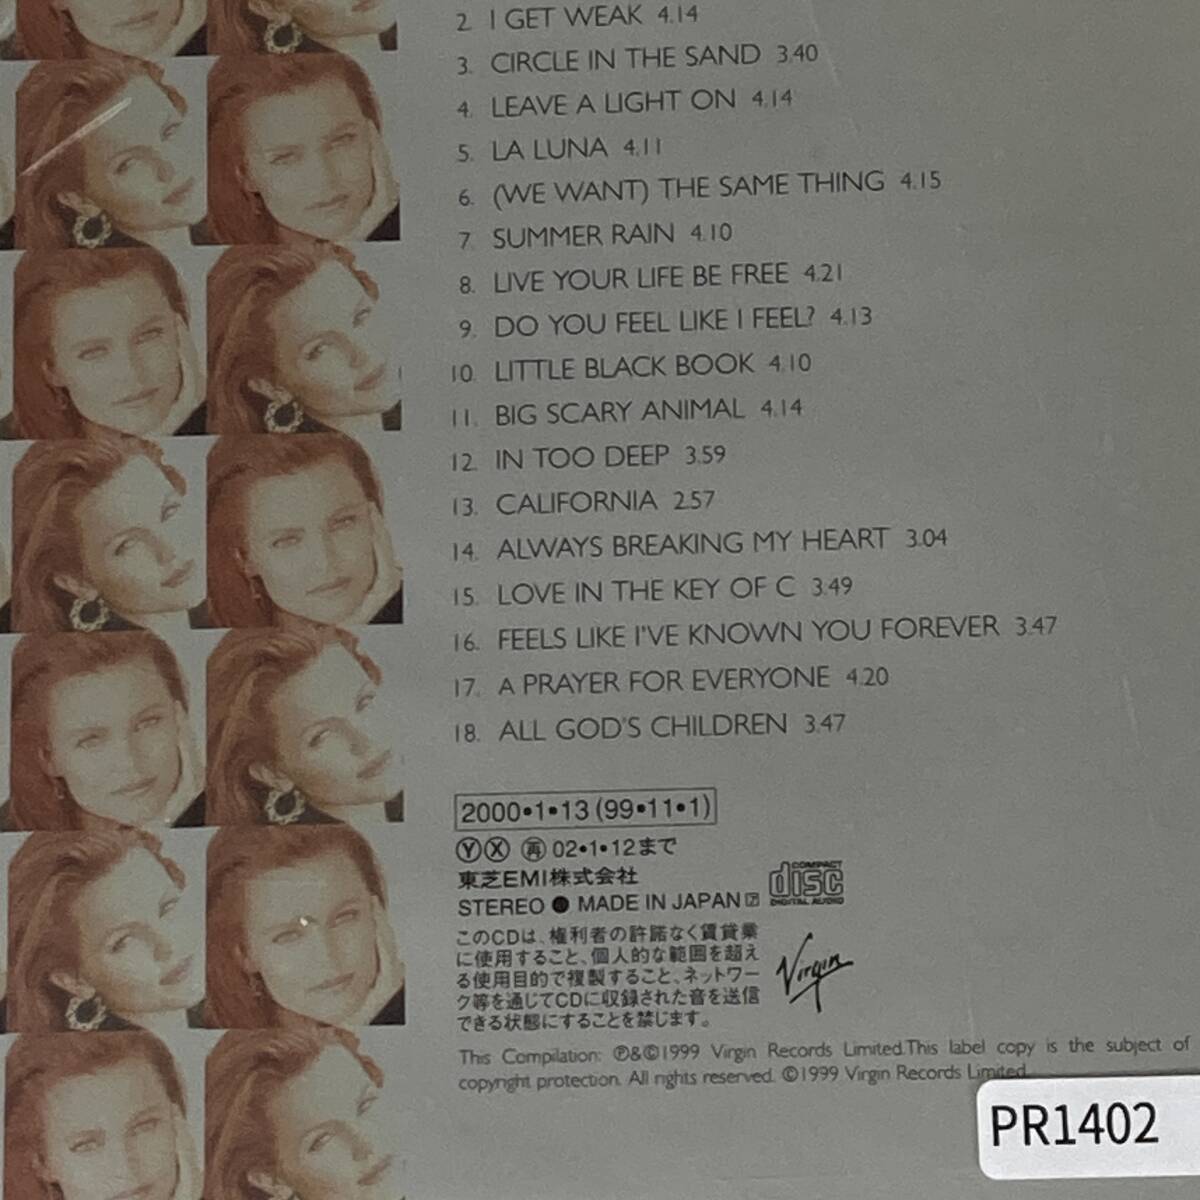 2. I GET WEAK 4.14
3. CIRCLE IN THE SAND 3.40
4. LEAVE A LIGHT ON 4.14
5. LA LUNA 4.11
6. (WE WANT) THE SAME THING 4.15
7. SUMMER RAIN 4.10
8. LIVE YOUR LIFE BE FREE 4.21
9. DO YOU FEEL LIKE I FEEL? 4.13
10. LITTLE BLACK BOOK 4.10
11. BIG SCARY ANIMAL 4.14
12. IN TOO DEEP 3.59
13. CALIFORNIA 2.57
14. ALWAYS BREAKING MY HEART 3.04
15. LOVE IN THE KEY OF C 3.49
16. FEELS LIKE I'VE KNOWN YOU FOREVER 3.47
17. A PRAYER FOR EVERYONE 4.20
18. ALL GOD'S CHILDREN 3.47
2000•1•13 (99•11•1)
Ⓨ Ⓧ 再 02•1•12まで
東芝EMI株式会社
COMPACT disc DIGITAL AUDIO
STEREO ● MADE IN JAPAN ア
このCDは、権利者の許諾なく賃貸業
に使用すること、個人的な範囲を超え
る使用目的で複製すること、ネットワー
ク等を通じてCDに収録された音を送信
できる状態にすることを禁じます。
Virgin
This Compilation: ℗&©1999 Virgin Records Limited.This label copy is the subject of
copyright protection. All rights reserved. ©1999 Virgin Records Limited.
PR1402